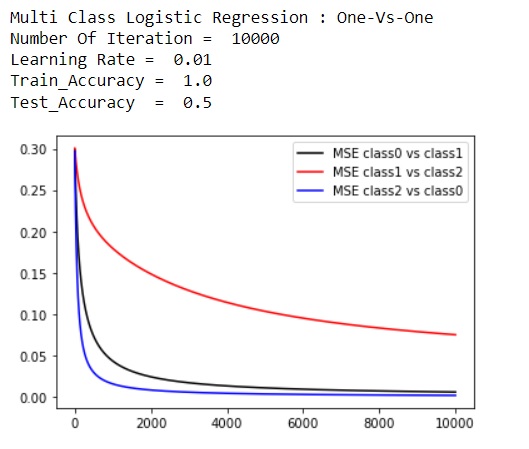 Multi Class Logistic Regression : One-Vs-One
Number Of Iteration =  10000
Learning Rate =  0.01
Train_Accuracy =  1.0
Test_Accuracy  =  0.5
MSE class0 vs class1
MSE class1 vs class2
MSE class2 vs class0
0.30
0.25
0.20
0.15
0.10
0.05
0.00
0 2000 4000 6000 8000 10000